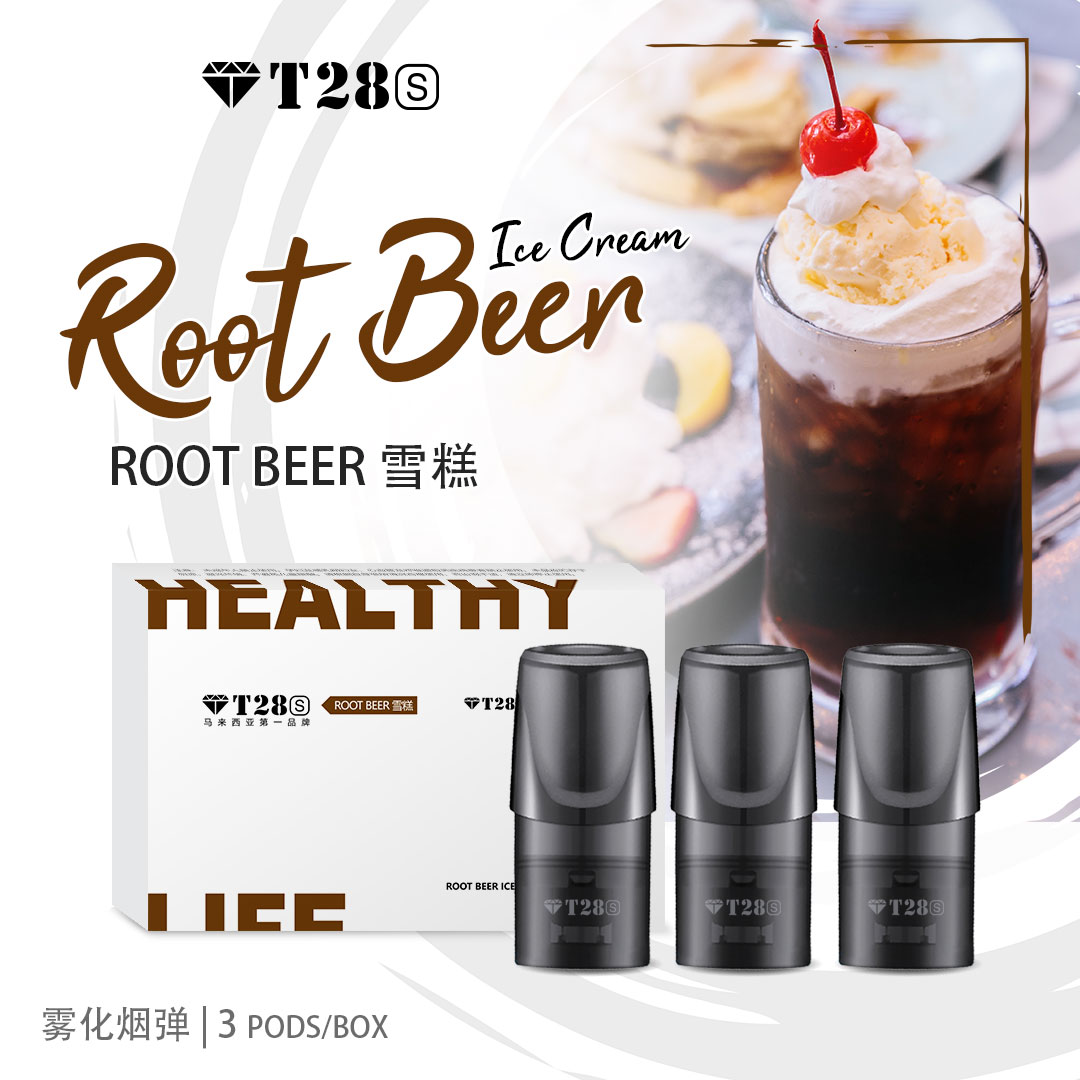 T28S
Ice Cream
Root Beer
ROOT BEER 雪糕
HEALTHY
T28S
ROOT BEER 雪糕
马来西亚第一品牌
T28
ROOT BEER ICE
LIFE
T28S
T28S
T28S
雾化烟弹 | 3 PODS/BOX